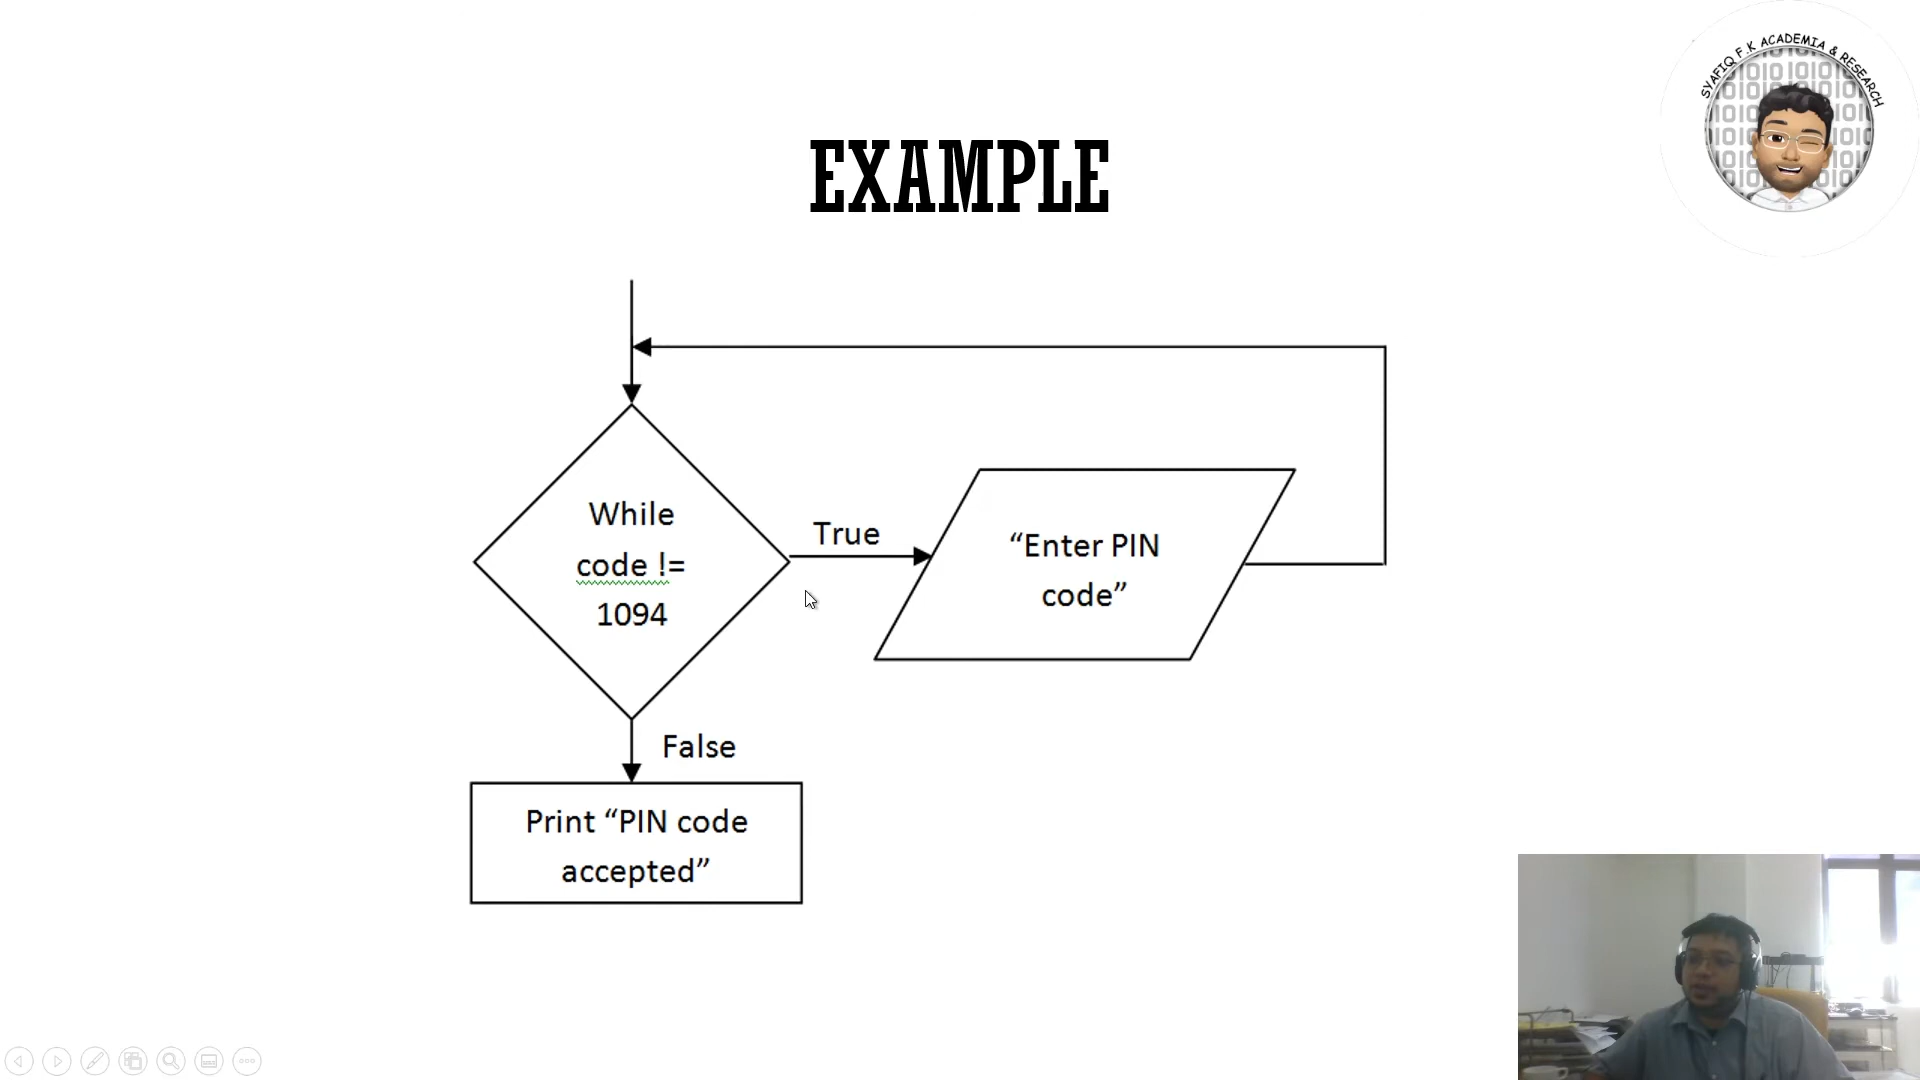 SYAFIQ F.K ACADEMIA & RESEARCH
EXAMPLE
While
code !=
1094
True
“Enter PIN
code”
False
Print “PIN code
accepted”